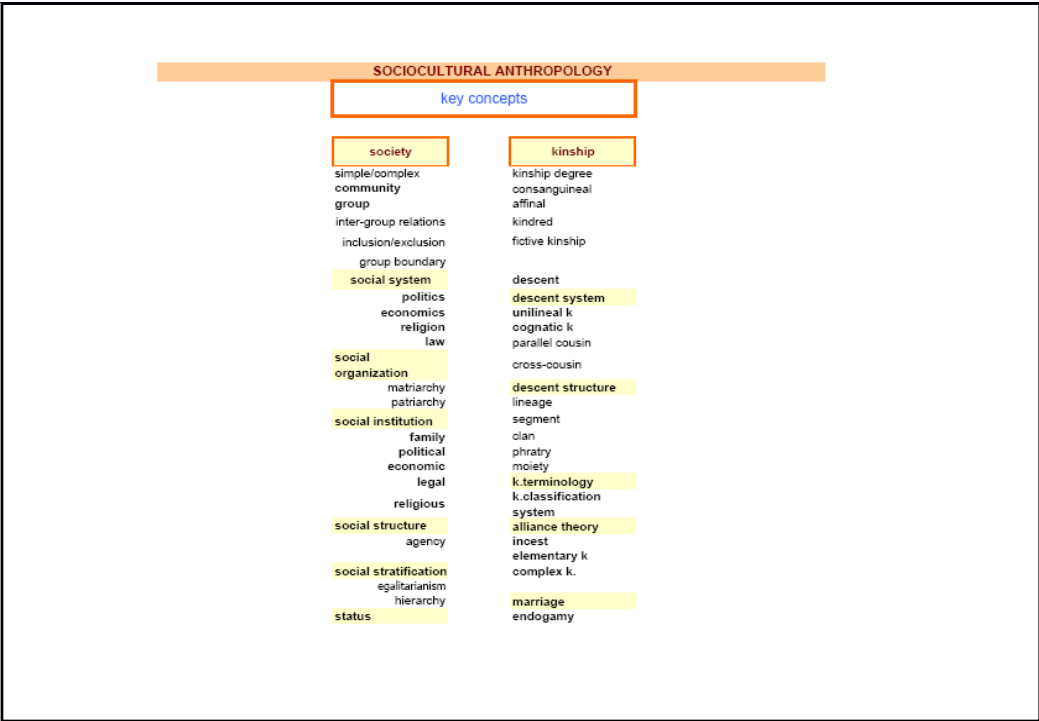 SOCIOCULTURAL ANTHROPOLOGY
key concepts
society
simple/complex
community
group
inter-group relations
inclusion/exclusion
group boundary
social system
politics
economics
religion
law
social
organization
matriarchy
patriarchy
social institution
family
political
economic
legal
religious
social structure
agency
social stratification
egalitarianism
hierarchy
status
kinship
kinship degree
consanguineal
affinal
kindred
fictive kinship
descent
descent system
unilineal k
cognatic k
parallel cousin
cross-cousin
descent structure
lineage
segment
clan
phratry
moiety
k.terminology
k.classification
system
alliance theory
incest
elementary k
complex k.
marriage
endogamy